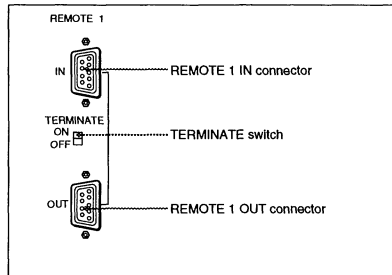 REMOTE 1
IN
REMOTE 1 IN connector
TERMINATE
ON
OFF
TERMINATE switch
OUT
REMOTE 1 OUT connector